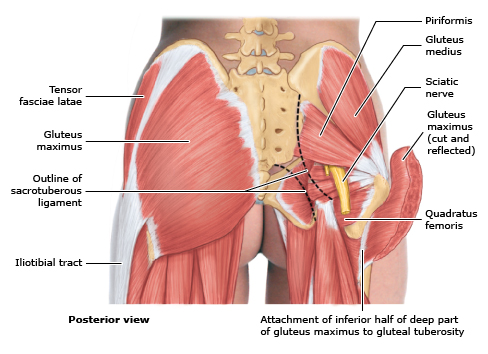 Piriformis
Gluteus
medius
Sciatic
nerve
Gluteus
maximus
(cut and
reflected)
Quadratus
femoris
Tensor
fasciae latae
Gluteus
maximus
Outline of
sacrotuberous
ligament
Iliotibial tract
Posterior view
Attachment of inferior half of deep part
of gluteus maximus to gluteal tuberosity